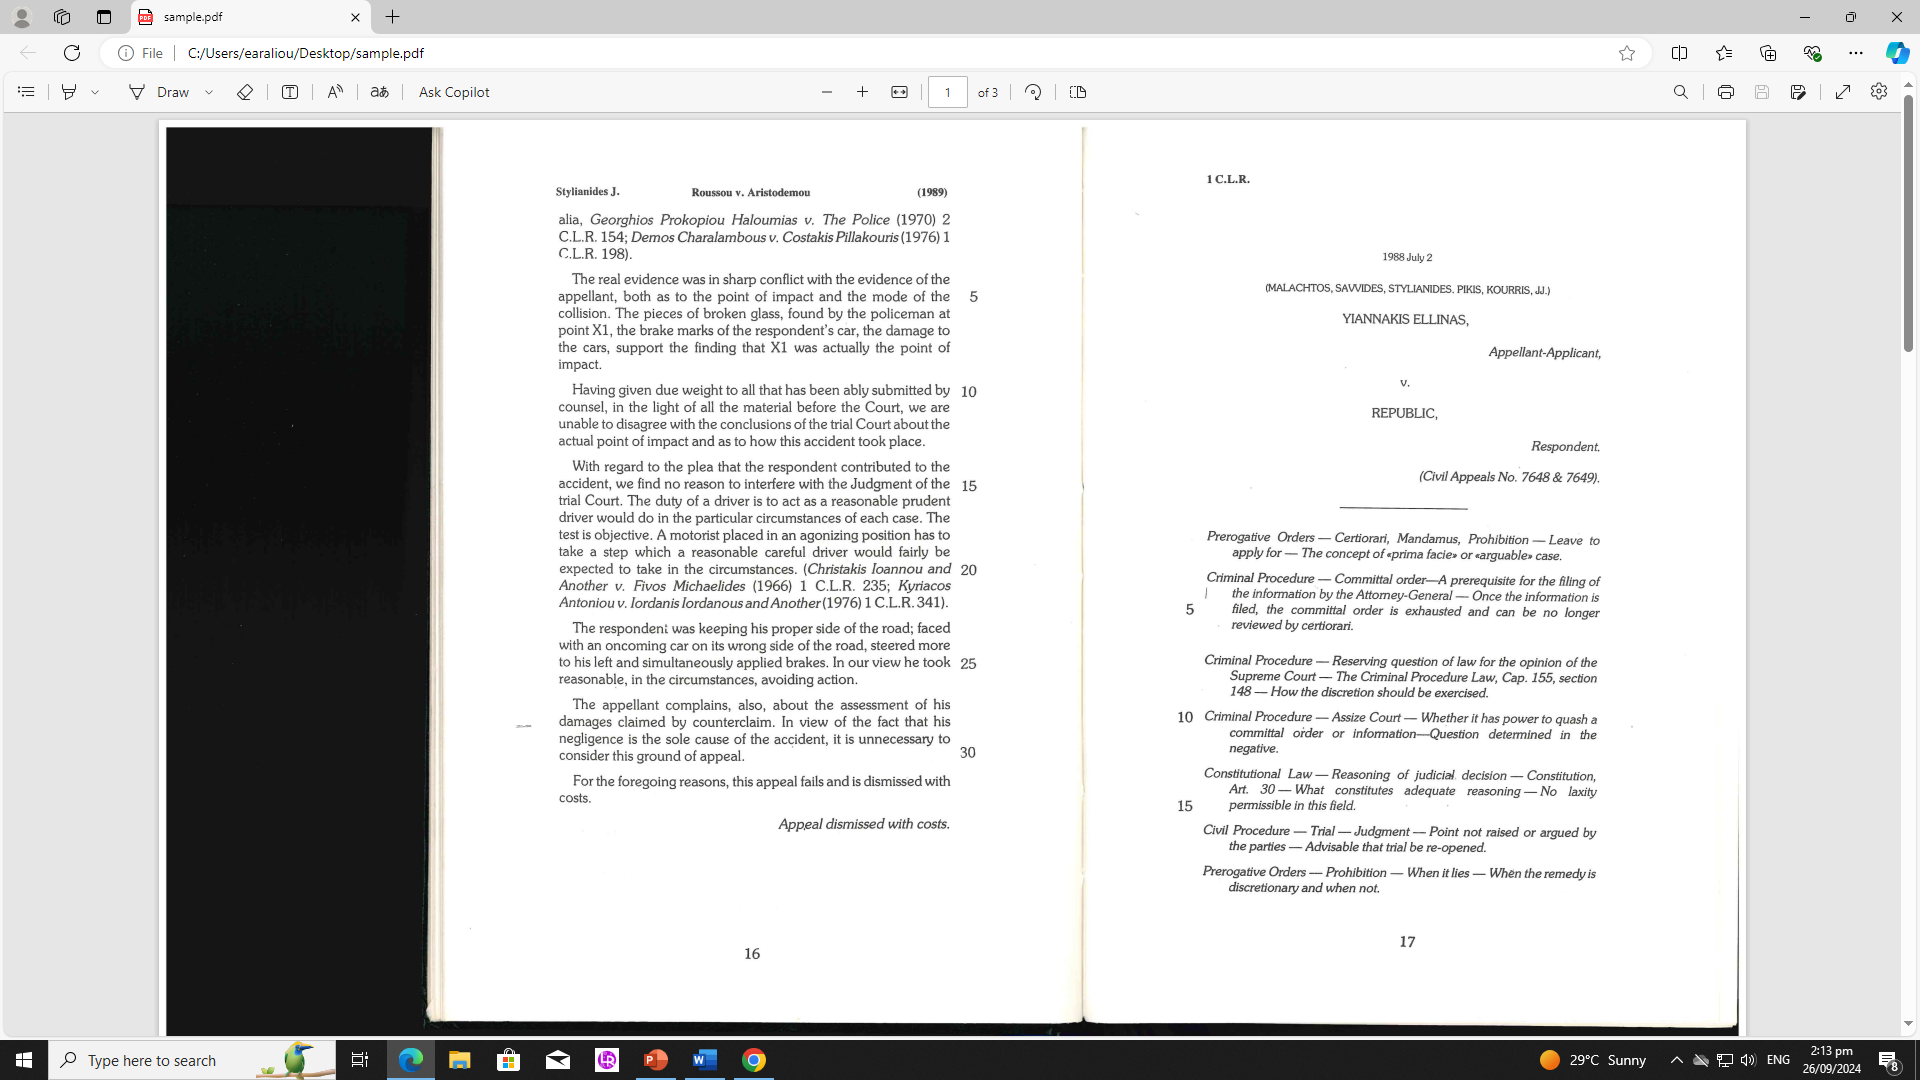 sample.pdf
File
C:/Users/earaliou/Desktop/sample.pdf
Draw
Ask Copilot
1 of 3
Stylianides J. Roussou v. Aristodemou (1989)
alia, Georghios Prokopiou Haloumias v. The Police (1970) 2
C.L.R. 154; Demos Charalambous v. Costakis Pillakouris (1976) 1
C.L.R. 198).
The real evidence was in sharp conflict with the evidence of the
appellant, both as to the point of impact and the mode of the 5
collision. The pieces of broken glass, found by the policeman at
point X1, the brake marks of the respondent's car, the damage to
the cars, support the finding that X1 was actually the point of
impact.
Having given due weight to all that has been ably submitted by 10
counsel, in the light of all the material before the Court, we are
unable to disagree with the conclusions of the trial Court about the
actual point of impact and as to how this accident took place.
With regard to the plea that the respondent contributed to the
accident, we find no reason to interfere with the Judgment of the 15
trial Court. The duty of a driver is to act as a reasonable prudent
driver would do in the particular circumstances of each case. The
test is objective. A motorist placed in an agonizing position has to
take a step which a reasonable careful driver would fairly be
expected to take in the circumstances. (Christakis Ioannou and 20
Another v. Fivos Michaelides (1966) 1 C.L.R. 235; Kyriacos
Antoniou v. Iordanis Iordanous and Another (1976) 1 C.L.R. 341).
The respondent was keeping his proper side of the road; faced
with an oncoming car on its wrong side of the road, steered more
to his left and simultaneously applied brakes. In our view he took 25
reasonable, in the circumstances, avoiding action.
The appellant complains, also, about the assessment of his
damages claimed by counterclaim. In view of the fact that his
negligence is the sole cause of the accident, it is unnecessary to 30
consider this ground of appeal.
For the foregoing reasons, this appeal fails and is dismissed with
costs.
Appeal dismissed with costs.
16
1 C.L.R.
1988 July 2
(MALACHTOS, SAVVIDES, STYLIANIDES. PIKIS, KOURRIS, JJ.)
YIANNAKIS ELLINAS,
Appellant-Applicant,
v.
REPUBLIC,
Respondent.
(Civil Appeals No. 7648 & 7649).
Prerogative Orders — Certiorari, Mandamus, Prohibition — Leave to
apply for — The concept of «prima facie» or «arguable» case.
Criminal Procedure — Committal order—A prerequisite for the filing of
the information by the Attorney-General — Once the information is
5 filed, the committal order is exhausted and can be no longer
reviewed by certiorari.
Criminal Procedure — Reserving question of law for the opinion of the
Supreme Court — The Criminal Procedure Law, Cap. 155, section
148 — How the discretion should be exercised.
10 Criminal Procedure — Assize Court — Whether it has power to quash a
committal order or information—Question determined in the
negative.
Constitutional Law — Reasoning of judicial decision — Constitution,
Art. 30 — What constitutes adequate reasoning — No laxity
15 permissible in this field.
Civil Procedure — Trial — Judgment — Point not raised or argued by
the parties — Advisable that trial be re-opened.
Prerogative Orders — Prohibition — When it lies — When the remedy is
discretionary and when not.
17
Type here to search
29°C Sunny
ENG
2:13 pm
26/09/2024
8